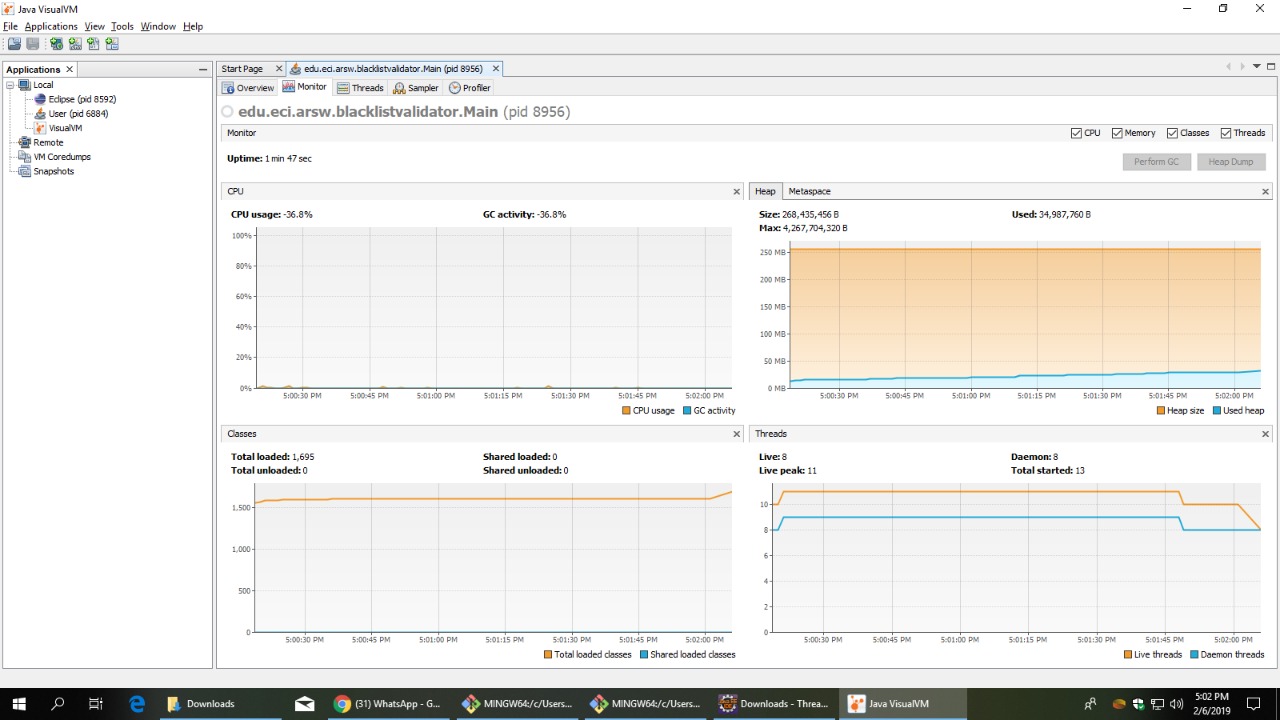 Java VisualVM
File Applications View Tools Window Help
Applications
Start Page
edu.eci.arsw.blacklistvalidator.Main (pid 8956)
Local
Eclipse (pid 8592)
User (pid 6884)
VisualVM
Remote
VM Coredumps
Snapshots
Overview Monitor Threads Sampler Profiler
edu.eci.arsw.blacklistvalidator.Main (pid 8956)
Monitor
CPU Memory Classes Threads
Uptime: 1 min 47 sec
Perform GC Heap Dump
CPU
CPU usage: -36.8% GC activity: -36.8%
100%
80%
60%
40%
20%
0%
5:00:30 PM 5:00:45 PM 5:01:00 PM 5:01:15 PM 5:01:30 PM 5:01:45 PM 5:02:00 PM
CPU usage GC activity
Heap Metaspace
Size: 268,435,456 B Used: 34,987,760 B
Max: 4,267,704,320 B
250 MB
200 MB
150 MB
100 MB
50 MB
0 MB
5:00:30 PM 5:00:45 PM 5:01:00 PM 5:01:15 PM 5:01:30 PM 5:01:45 PM 5:02:00 PM
Heap size Used heap
Classes
Total loaded: 1,695 Shared loaded: 0
Total unloaded: 0 Shared unloaded: 0
1,500
1,000
500
0
5:00:30 PM 5:00:45 PM 5:01:00 PM 5:01:15 PM 5:01:30 PM 5:01:45 PM 5:02:00 PM
Total loaded classes Shared loaded classes
Threads
Live: 8 Daemon: 8
Live peak: 11 Total started: 13
10
8
6
4
2
0
5:00:30 PM 5:00:45 PM 5:01:00 PM 5:01:15 PM 5:01:30 PM 5:01:45 PM 5:02:00 PM
Live threads Daemon threads
Downloads
(31) WhatsApp - G...
MINGW64:/c/Users...
MINGW64:/c/Users...
Downloads - Threa...
Java VisualVM
5:02 PM
2/6/2019